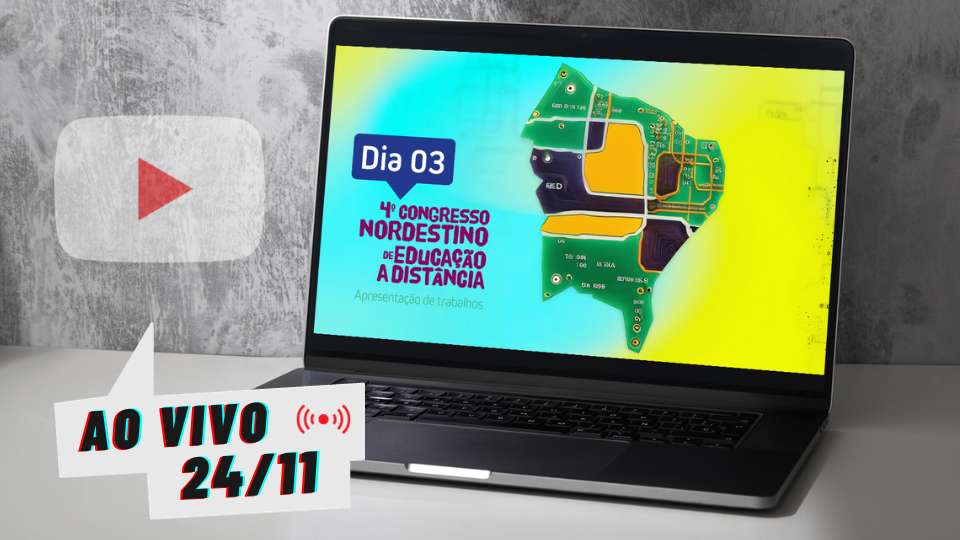 Dia 03
4º CONGRESSO
NORDESTINO
DE EDUCAÇÃO
A DISTÂNCIA
Apresentação de trabalhos
AO VIVO
24/11